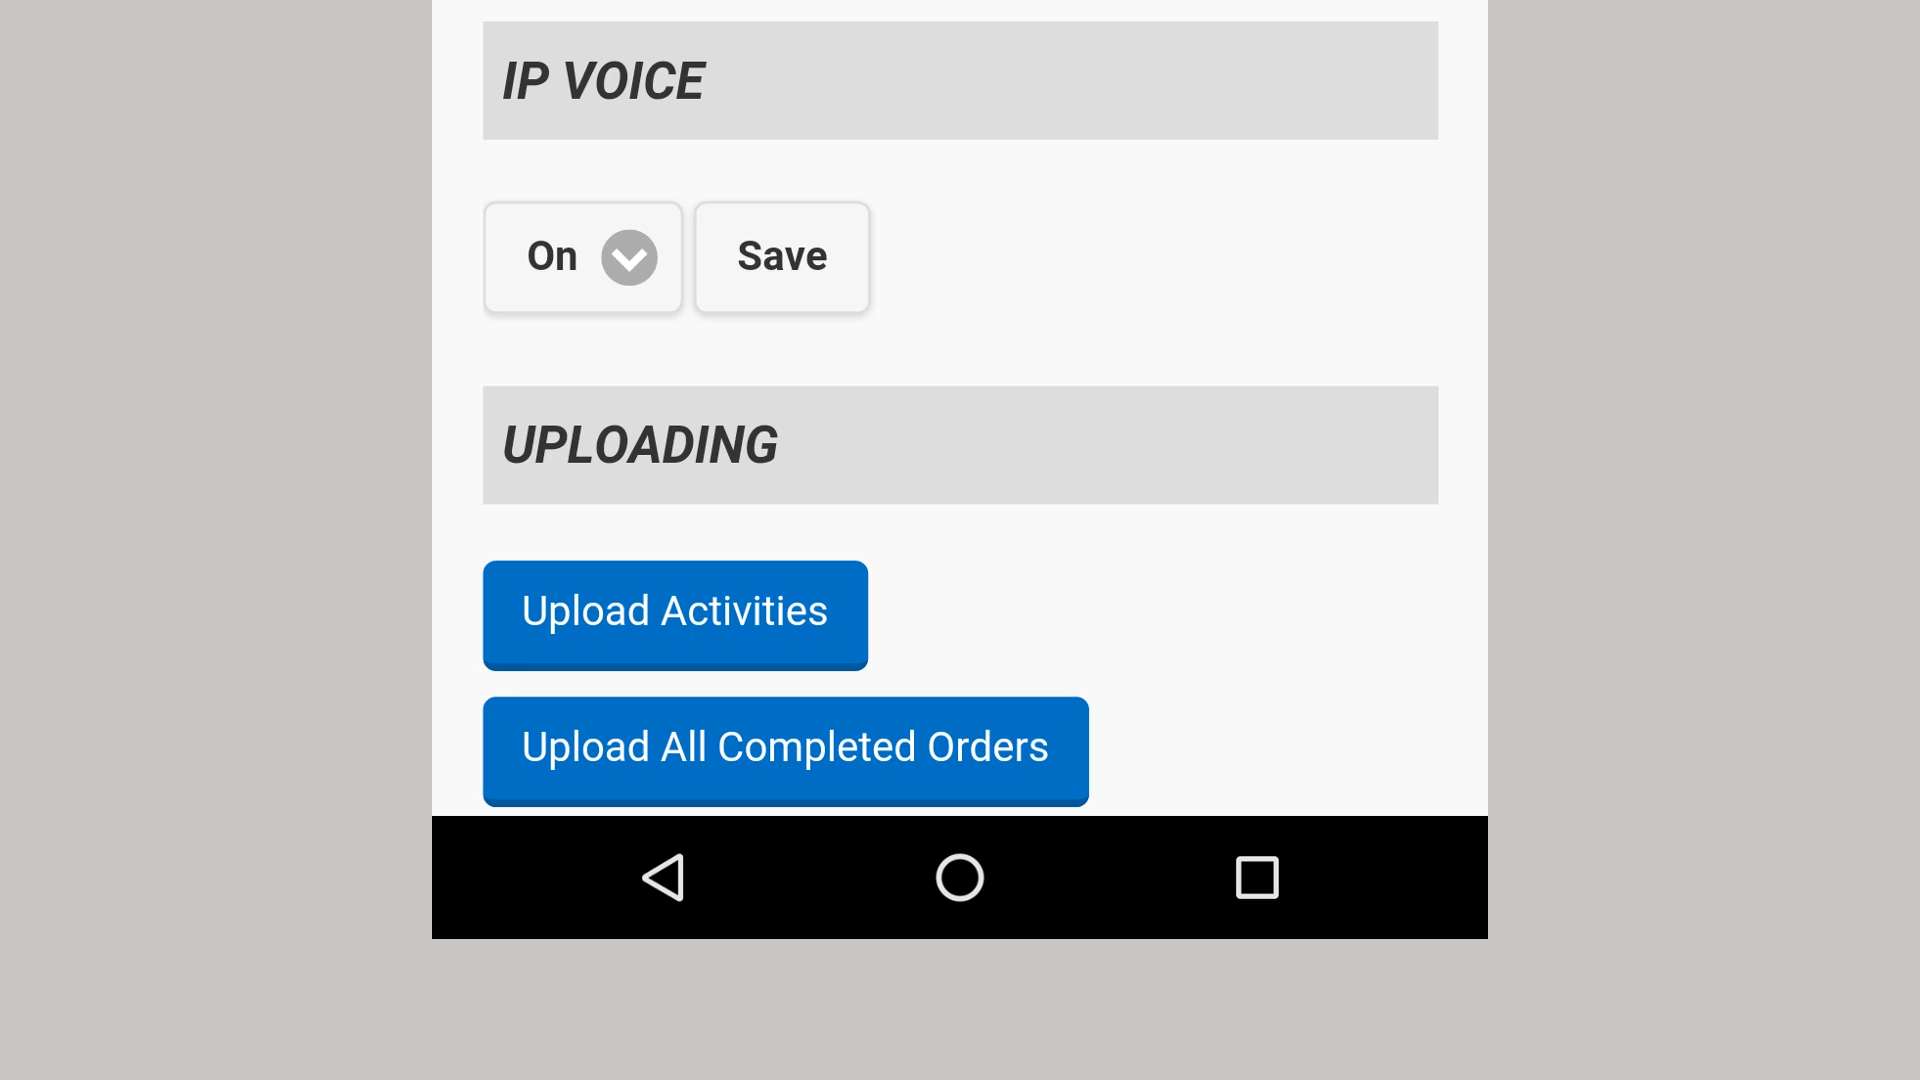 IP VOICE
On Save
UPLOADING
Upload Activities
Upload All Completed Orders